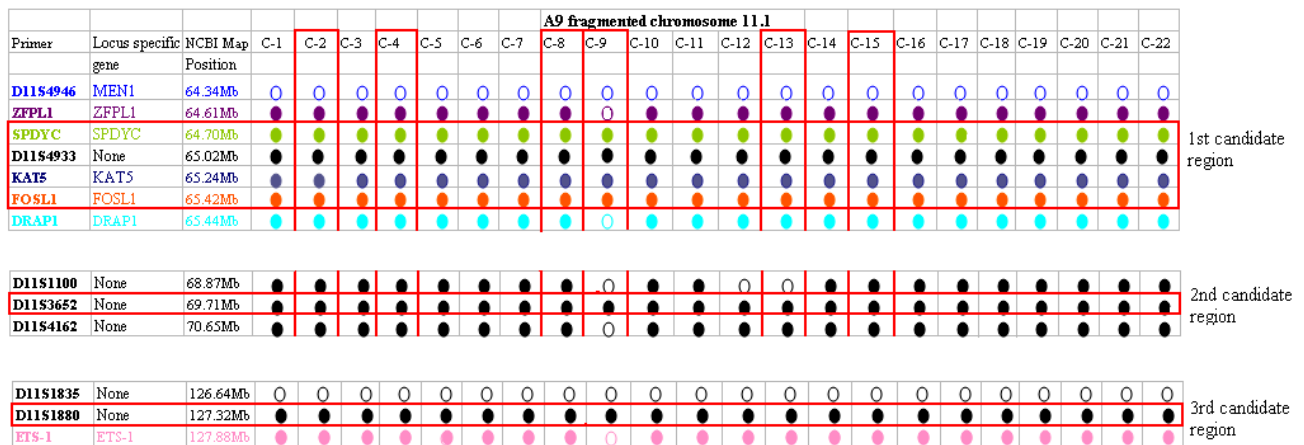 A9 fragmented chromosome 11.1
Primer Locus specific NCBI Map C-1 C-2 C-3 C-4 C-5 C-6 C-7 C-8 C-9 C-10 C-11 C-12 C-13 C-14 C-15 C-16 C-17 C-18 C-19 C-20 C-21 C-22
gene Position
D11S4946 MEN1 64.34Mb
ZFPL1 ZFPL1 64.61Mb
SPDYC SPDYC 64.70Mb
D11S4933 None 65.02Mb
KAT5 KAT5 65.24Mb
FOSL1 FOSL1 65.42Mb
DRAP1 DRAP1 65.44Mb
1st candidate
region
D11S1100 None 68.87Mb
D11S3652 None 69.71Mb
D11S4162 None 70.65Mb
2nd candidate
region
D11S1835 None 126.64Mb
D11S1880 None 127.32Mb
ETS-1 ETS-1 127.88Mb
3rd candidate
region